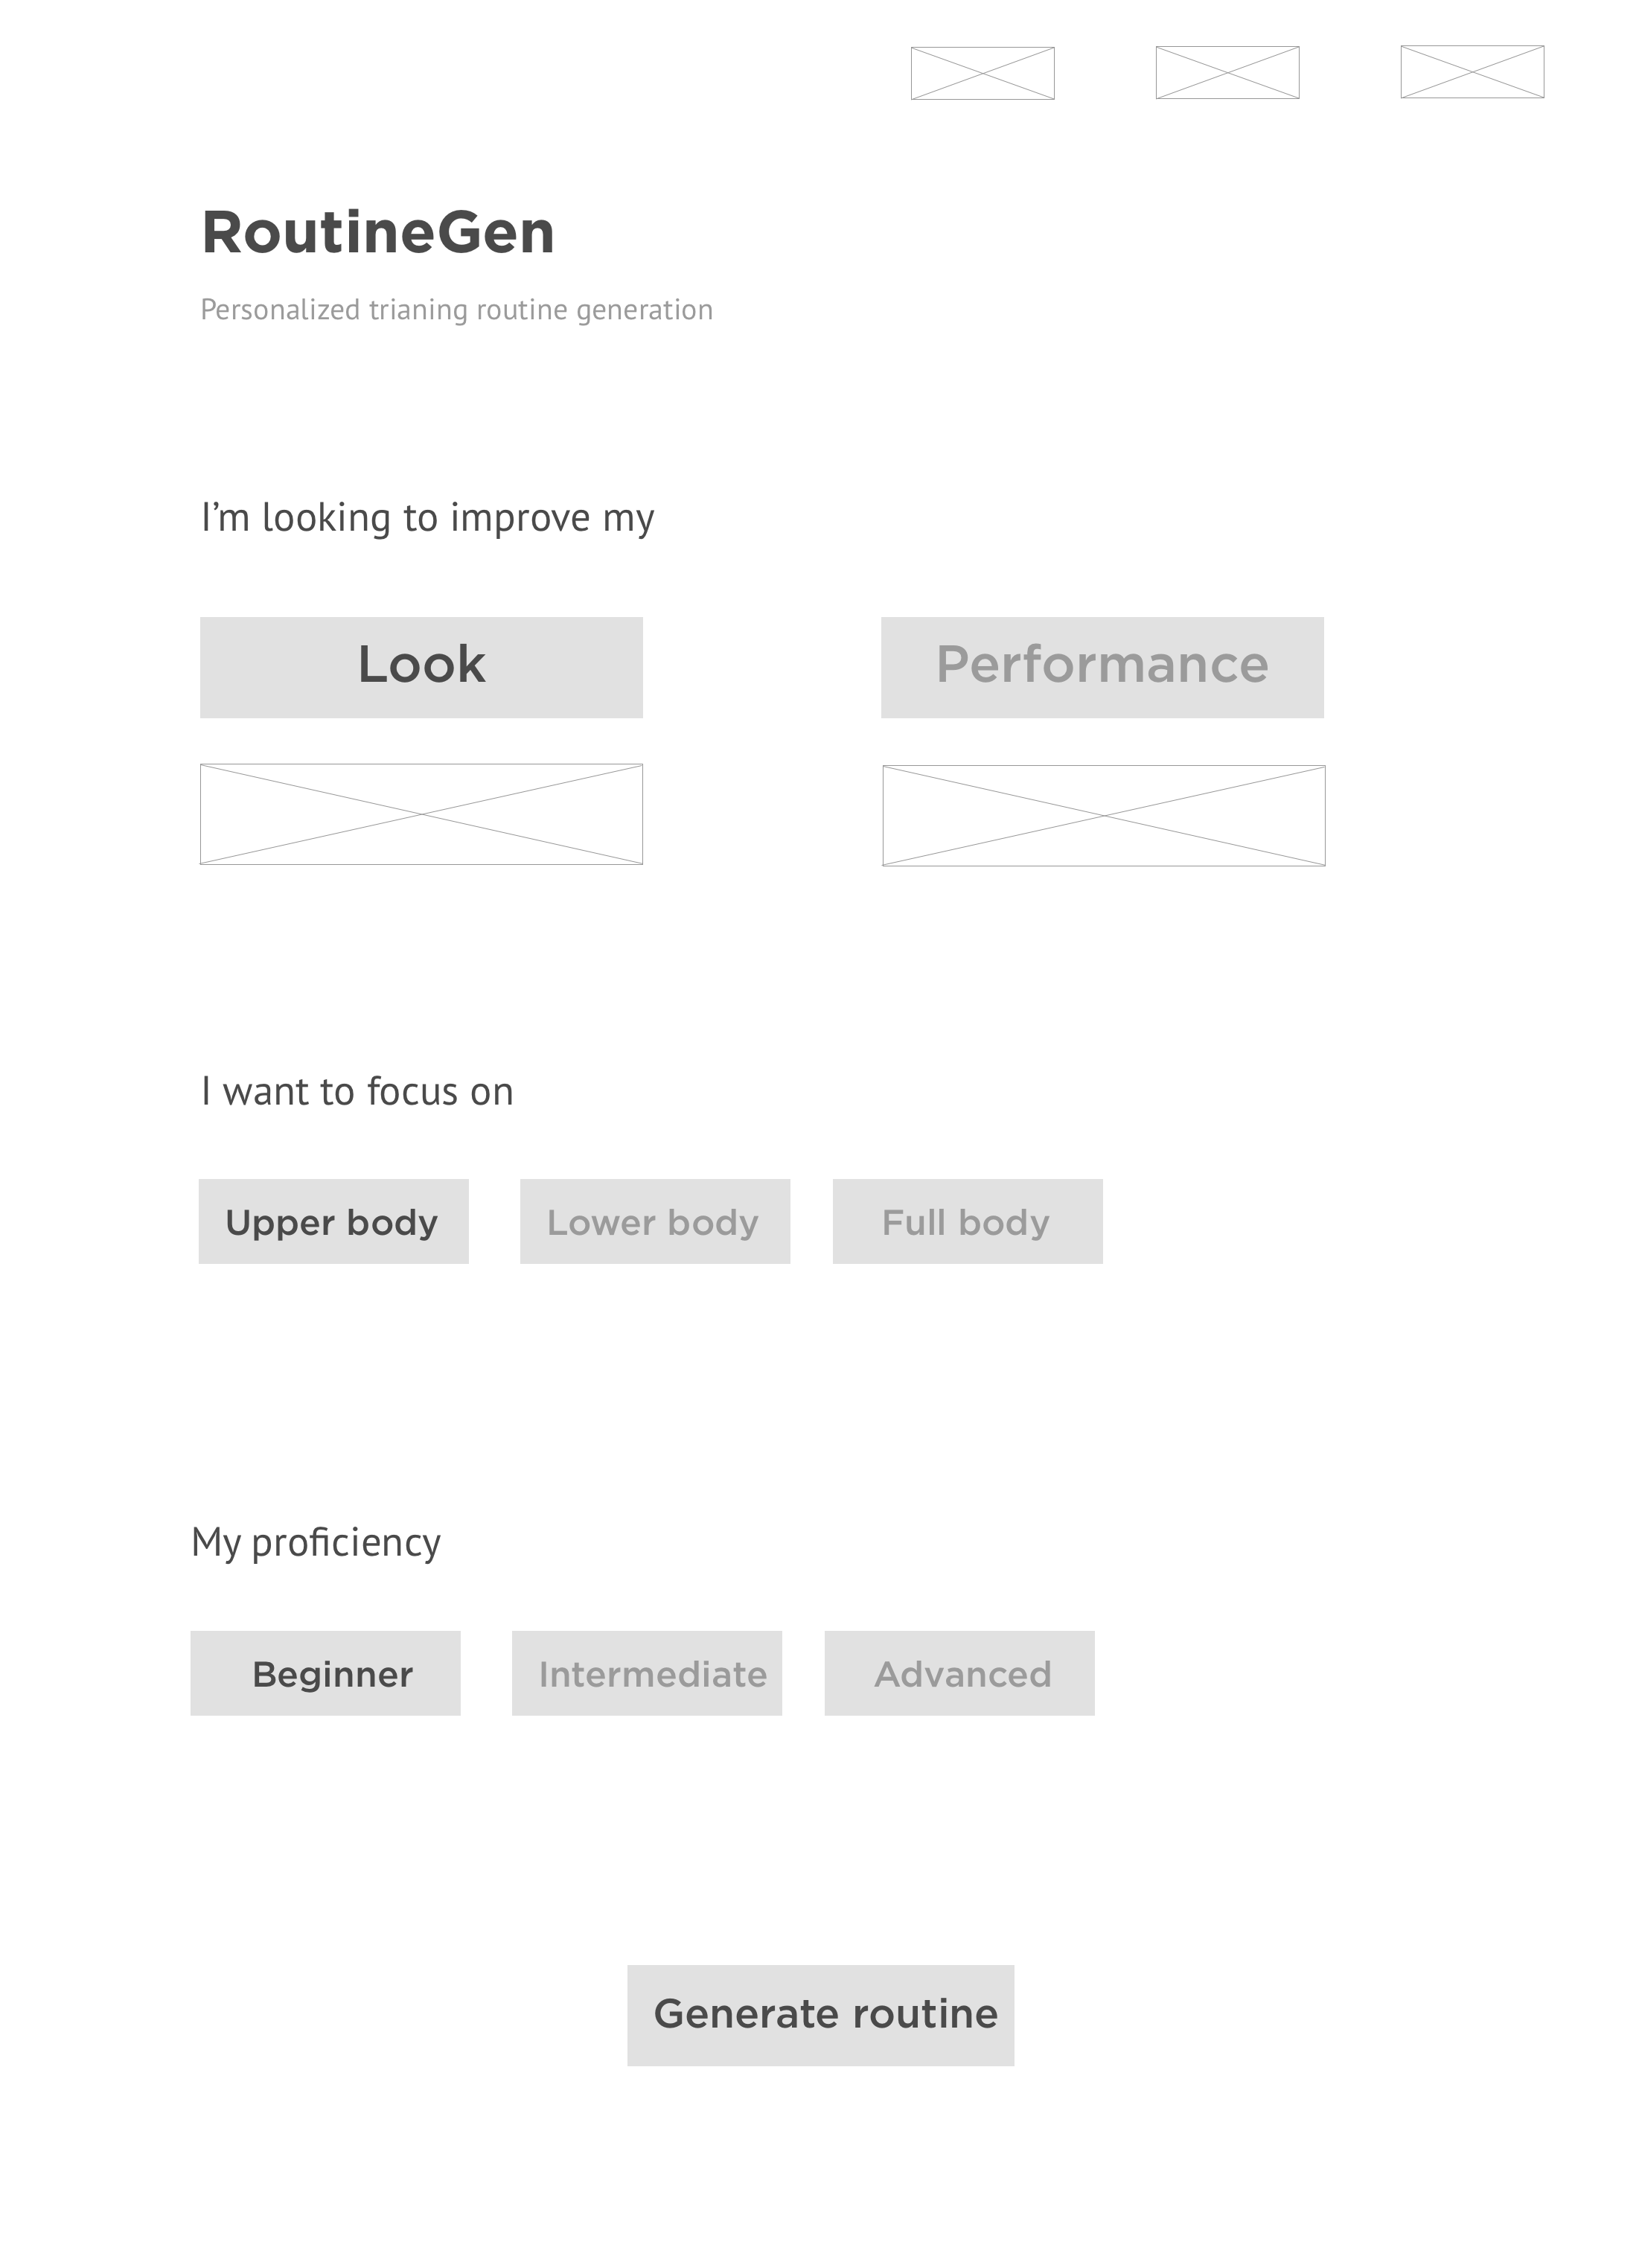 RoutineGen
Personalized trianing routine generation
I’m looking to improve my
Look Performance
I want to focus on
Upper body Lower body Full body
My proficiency
Beginner Intermediate Advanced
Generate routine